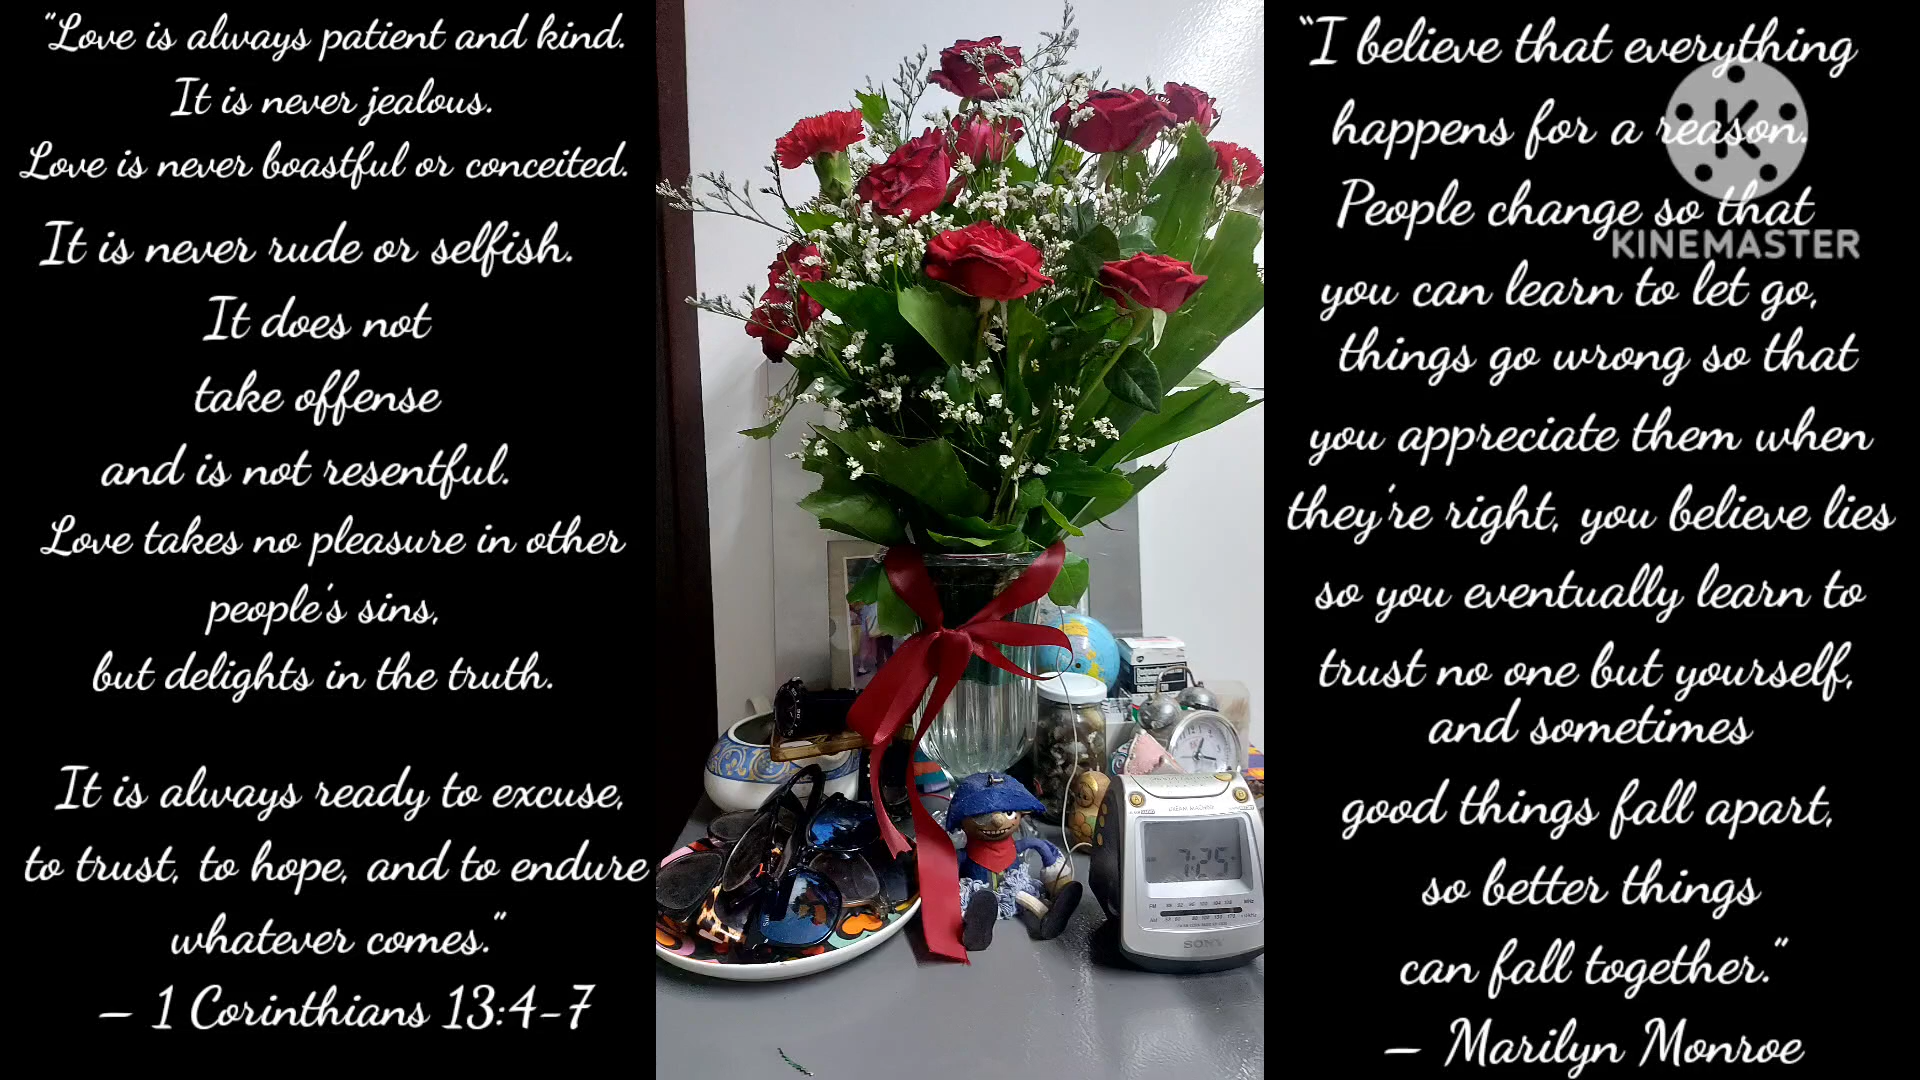 “Love is always patient and kind.
It is never jealous.
Love is never boastful or conceited.
It is never rude or selfish.
It does not
take offense
and is not resentful.
Love takes no pleasure in other
people's sins,
but delights in the truth.
It is always ready to excuse,
to trust, to hope, and to endure
whatever comes.”
– 1 Corinthians 13:4-7
“I believe that everything
happens for a reason.
People change so that
you can learn to let go,
things go wrong so that
you appreciate them when
they're right, you believe lies
so you eventually learn to
trust no one but yourself,
and sometimes
good things fall apart,
so better things
can fall together.”
– Marilyn Monroe
K
KINEMASTER
DREAM MACHINE
AM 7:25
SONY